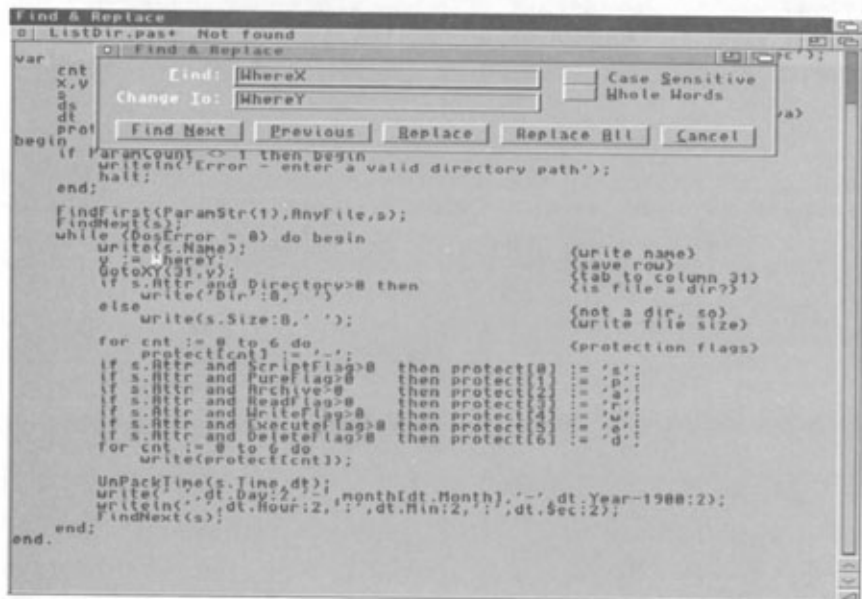 Find & Replace
ListDir.pas+ Not found
Find & Replace
Find: WhereX
Case Sensitive
Change To: WhereY
Whole Words
Find Next Previous Replace Replace All Cancel
var
cnt
x,y
s
ds
dt
prot
begin
if ParamCount <> 1 then begin
writeln('Error - enter a valid directory path');
halt;
end;
FindFirst(ParamStr(1),AnyFile,s);
FindNext(s);
while (DosError = 0) do begin
write(s.Name); {write name}
y := WhereY; {save row}
GotoXY(31,y); {tab to column 31}
if s.Attr and Directory>0 then {is file a dir?}
write('Dir':8,' ')
else {not a dir, so}
write(s.Size:8,' '); {write file size}
for cnt := 0 to 6 do {protection flags}
protect[cnt] := '-';
if s.Attr and ScriptFlag>0 then protect[0] := 's';
if s.Attr and PureFlag>0 then protect[1] := 'p';
if s.Attr and Archive>0 then protect[2] := 'a';
if s.Attr and ReadFlag>0 then protect[3] := 'r';
if s.Attr and WriteFlag>0 then protect[4] := 'w';
if s.Attr and ExecuteFlag>0 then protect[5] := 'e';
if s.Attr and DeleteFlag>0 then protect[6] := 'd';
for cnt := 0 to 6 do
write(protect[cnt]);
UnPackTime(s.Time,dt);
write(' ',dt.Day:2,'-',month[dt.Month],'-',dt.Year-1900:2);
writeln(' ',dt.Hour:2,':',dt.Min:2,':',dt.Sec:2);
FindNext(s);
end;
end.